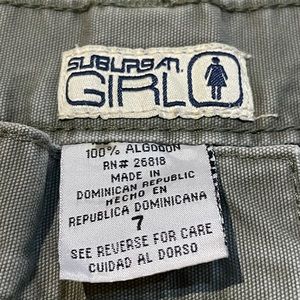 SUBURBAN
GIRL
100% ALGODON
RN# 26818
MADE IN
DOMINICAN REPUBLIC
HECHO EN
REPUBLICA DOMINICANA
7
SEE REVERSE FOR CARE
CUIDAD AL DORSO